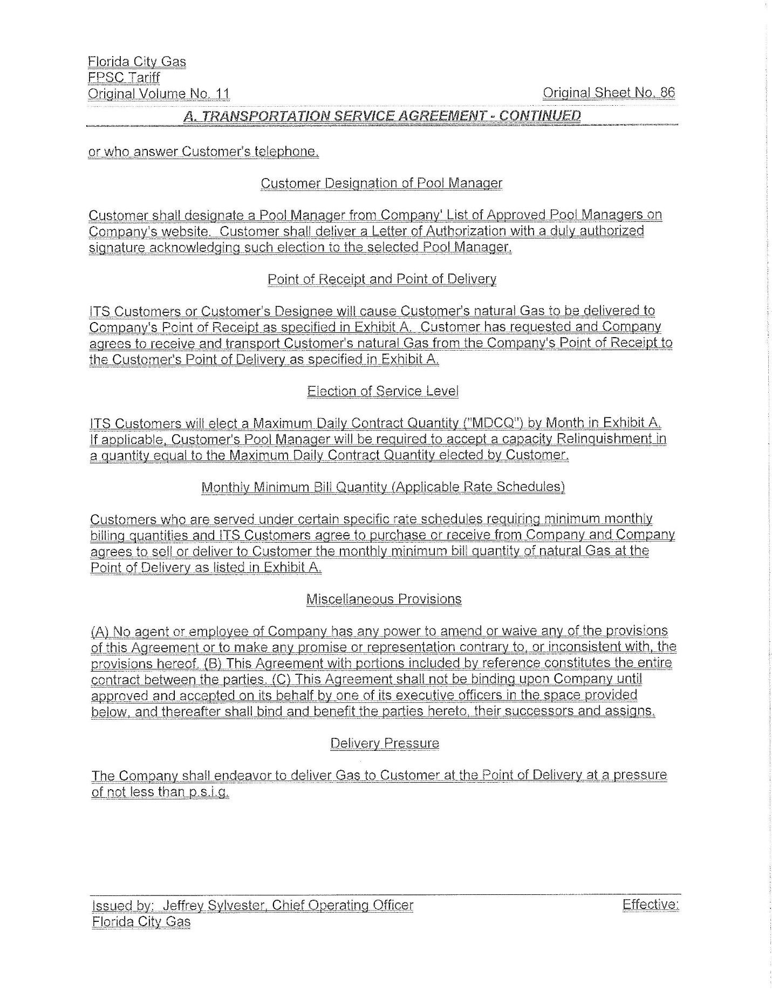 Florida City Gas
FPSC Tariff
Original Volume No. 11
Original Sheet No. 86
A. TRANSPORTATION SERVICE AGREEMENT - CONTINUED
or who answer Customer's telephone.
Customer Designation of Pool Manager
Customer shall designate a Pool Manager from Company' List of Approved Pool Managers on
Company's website. Customer shall deliver a Letter of Authorization with a duly authorized
signature acknowledging such election to the selected Pool Manager.
Point of Receipt and Point of Delivery
ITS Customers or Customer's Designee will cause Customer's natural Gas to be delivered to
Company's Point of Receipt as specified in Exhibit A. Customer has requested and Company
agrees to receive and transport Customer's natural Gas from the Company's Point of Receipt to
the Customer's Point of Delivery as specified in Exhibit A.
Election of Service Level
ITS Customers will elect a Maximum Daily Contract Quantity ("MDCQ") by Month in Exhibit A.
If applicable, Customer's Pool Manager will be required to accept a capacity Relinquishment in
a quantity equal to the Maximum Daily Contract Quantity elected by Customer.
Monthly Minimum Bill Quantity (Applicable Rate Schedules)
Customers who are served under certain specific rate schedules requiring minimum monthly
billing quantities and ITS Customers agree to purchase or receive from Company and Company
agrees to sell or deliver to Customer the monthly minimum bill quantity of natural Gas at the
Point of Delivery as listed in Exhibit A.
Miscellaneous Provisions
(A) No agent or employee of Company has any power to amend or waive any of the provisions
of this Agreement or to make any promise or representation contrary to, or inconsistent with, the
provisions hereof. (B) This Agreement with portions included by reference constitutes the entire
contract between the parties. (C) This Agreement shall not be binding upon Company until
approved and accepted on its behalf by one of its executive officers in the space provided
below, and thereafter shall bind and benefit the parties hereto, their successors and assigns.
Delivery Pressure
The Company shall endeavor to deliver Gas to Customer at the Point of Delivery at a pressure
of not less than p.s.i.g.
Issued by: Jeffrey Sylvester, Chief Operating Officer
Effective:
Florida City Gas